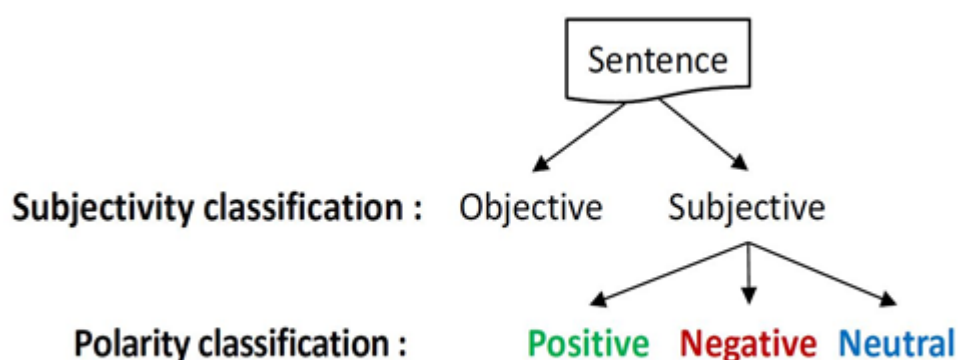 Sentence
Subjectivity classification : Objective Subjective
Polarity classification : Positive Negative Neutral